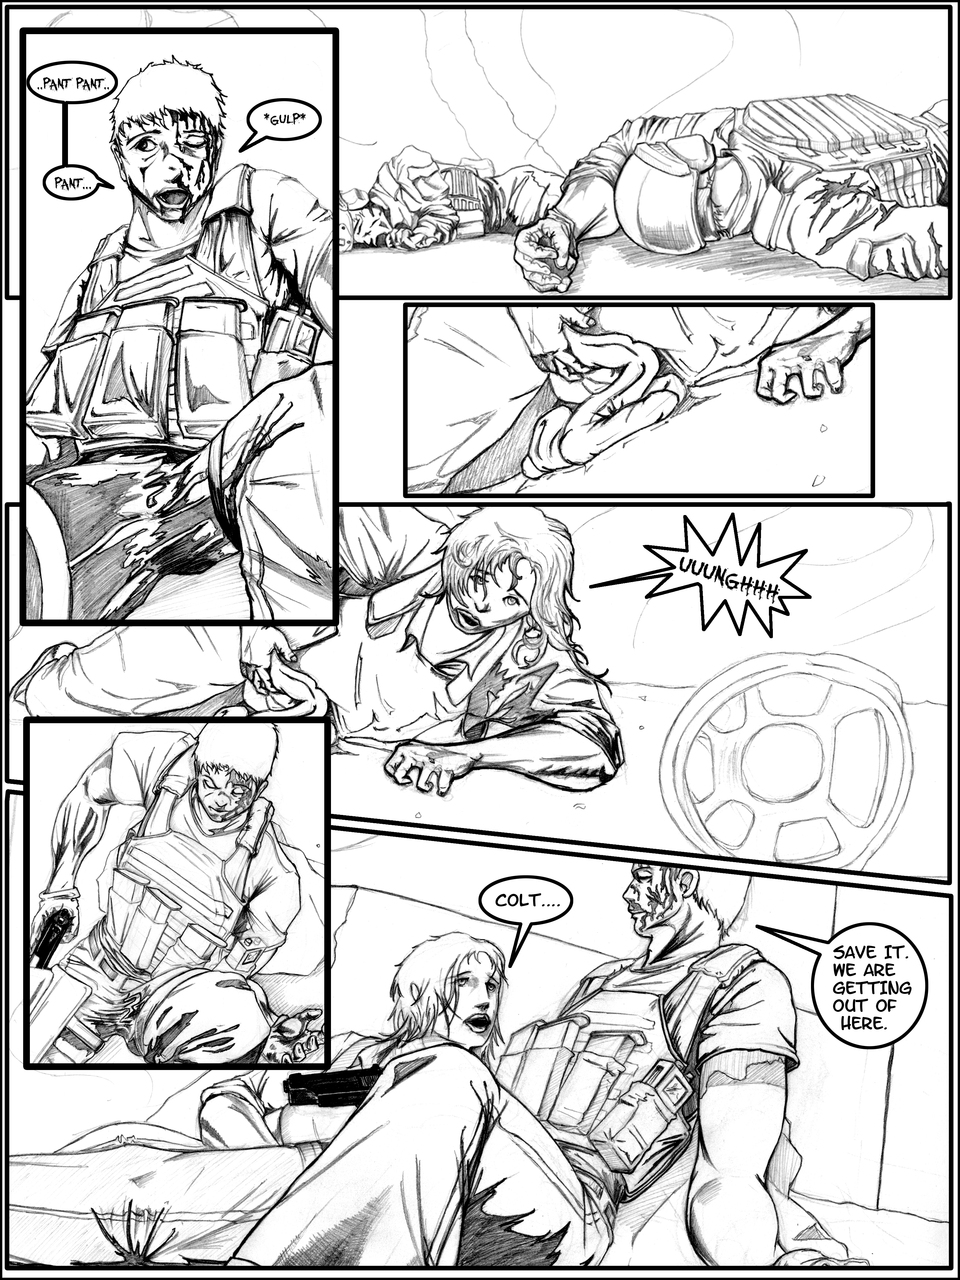 ..PANT PANT..
*GULP*
PANT...
UUUNGHHH
COLT....
SAVE IT.
WE ARE
GETTING
OUT OF
HERE.